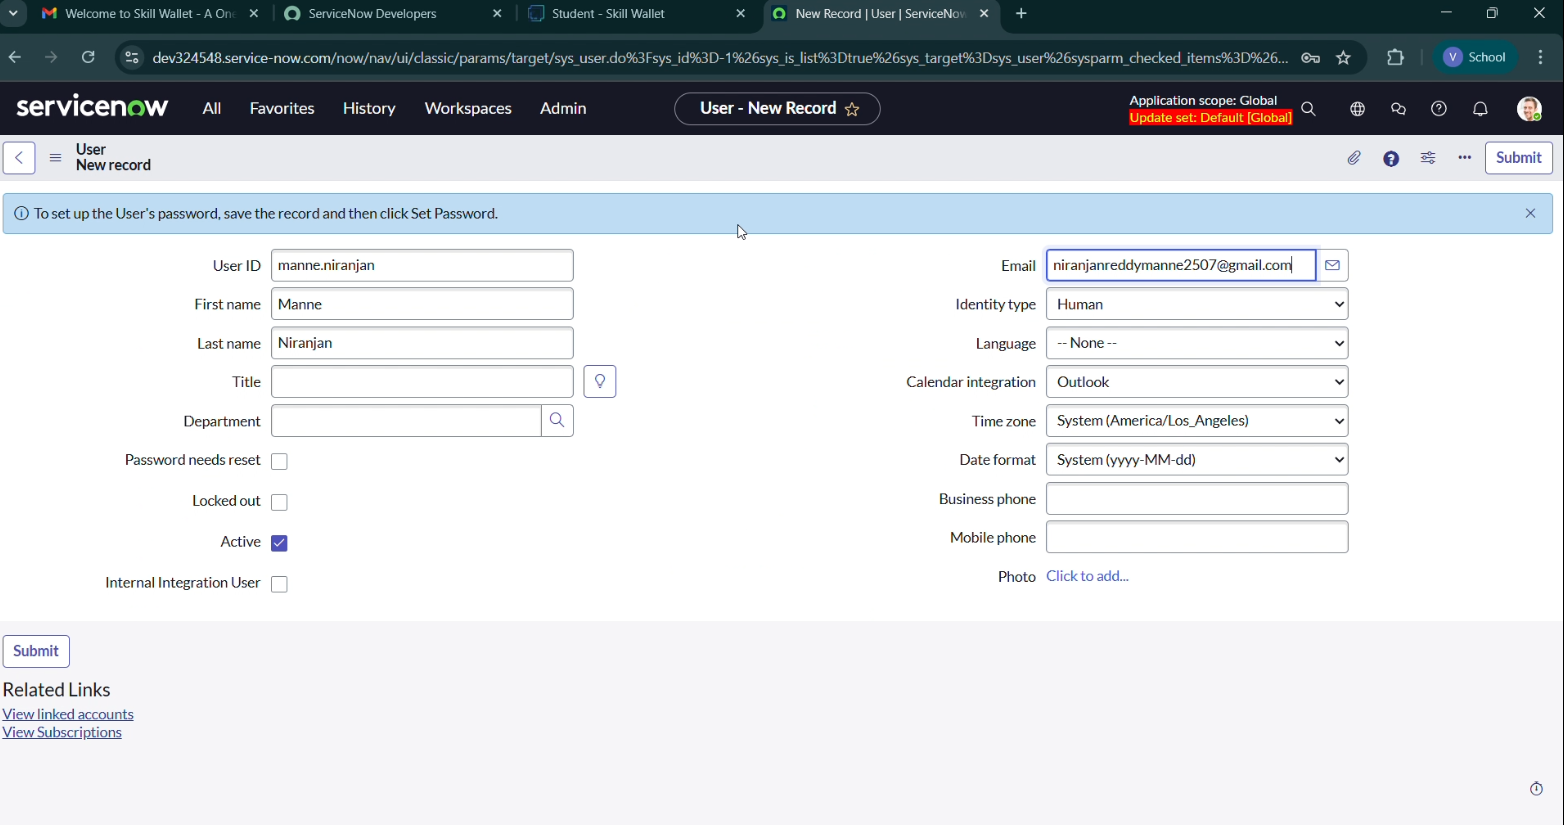 Welcome to Skill Wallet - A One
ServiceNow Developers
Student - Skill Wallet
New Record | User | ServiceNow
dev324548.service-now.com/now/nav/ui/classic/params/target/sys_user.do%3Fsys_id%3D-1%26sys_is_list%3Dtrue%26sys_target%3Dsys_user%26sysparm_checked_items%3D%26...
V School
servicenow
All
Favorites
History
Workspaces
Admin
User - New Record
Application scope: Global
Update set: Default [Global]
User
New record
Submit
To set up the User's password, save the record and then click Set Password.
User ID manne.niranjan
First name Manne
Last name Niranjan
Title
Department
Password needs reset
Locked out
Active
Internal Integration User
Email niranjanreddymanne2507@gmail.com
Identity type Human
Language -- None --
Calendar integration Outlook
Time zone System (America/Los_Angeles)
Date format System (yyyy-MM-dd)
Business phone
Mobile phone
Photo Click to add...
Submit
Related Links
View linked accounts
View Subscriptions